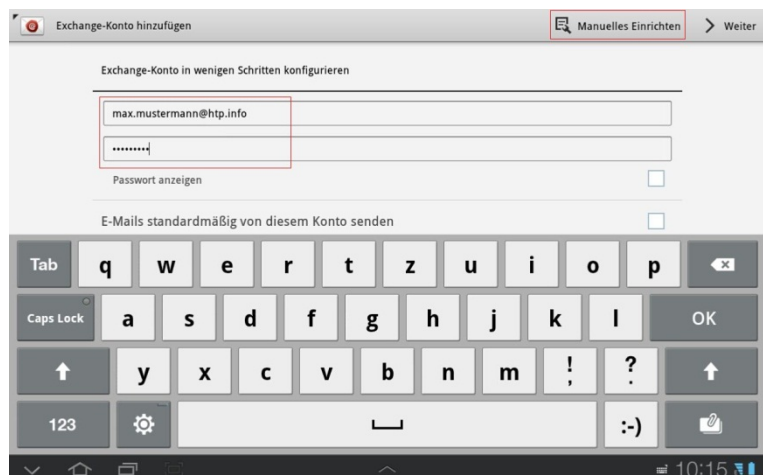 Exchange-Konto hinzufügen Manuelles Einrichten Weiter
Exchange-Konto in wenigen Schritten konfigurieren
max.mustermann@htp.info
•••••••••
Passwort anzeigen
E-Mails standardmäßig von diesem Konto senden
Tab q w e r t z u i o p
Caps Lock a s d f g h j k l OK
y x c v b n m ! , ? .
123 :-)
10:15